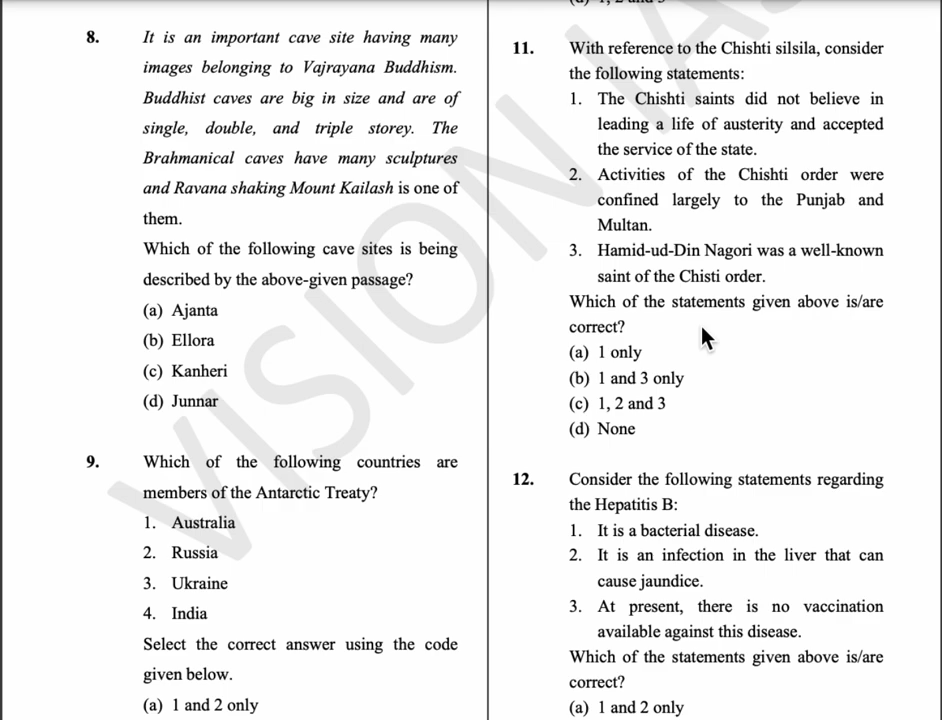 8. It is an important cave site having many
images belonging to Vajrayana Buddhism.
Buddhist caves are big in size and are of
single, double, and triple storey. The
Brahmanical caves have many sculptures
and Ravana shaking Mount Kailash is one of
them.
Which of the following cave sites is being
described by the above-given passage?
(a) Ajanta
(b) Ellora
(c) Kanheri
(d) Junnar
9. Which of the following countries are
members of the Antarctic Treaty?
1. Australia
2. Russia
3. Ukraine
4. India
Select the correct answer using the code
given below.
(a) 1 and 2 only
11. With reference to the Chishti silsila, consider
the following statements:
1. The Chishti saints did not believe in
leading a life of austerity and accepted
the service of the state.
2. Activities of the Chishti order were
confined largely to the Punjab and
Multan.
3. Hamid-ud-Din Nagori was a well-known
saint of the Chisti order.
Which of the statements given above is/are
correct?
(a) 1 only
(b) 1 and 3 only
(c) 1, 2 and 3
(d) None
12. Consider the following statements regarding
the Hepatitis B:
1. It is a bacterial disease.
2. It is an infection in the liver that can
cause jaundice.
3. At present, there is no vaccination
available against this disease.
Which of the statements given above is/are
correct?
(a) 1 and 2 only
VISION IAS